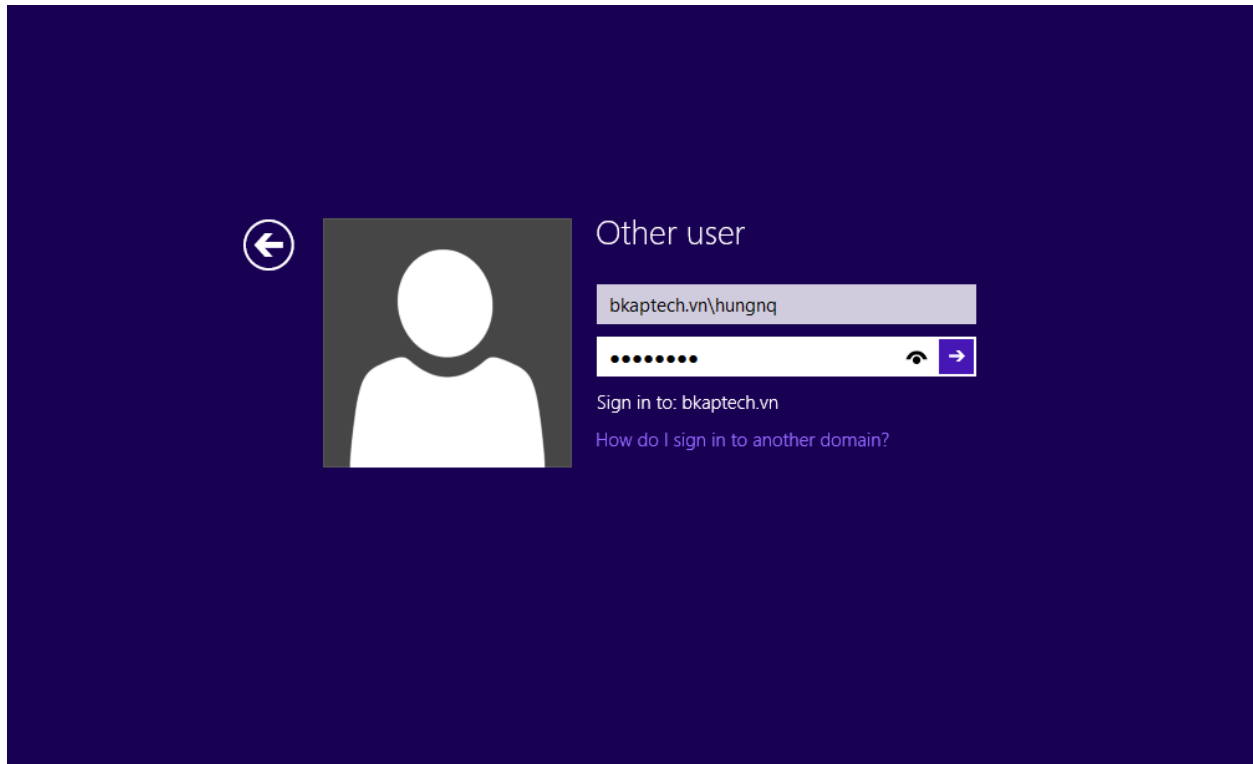 Other user
bkaptech.vn\hungnq
••••••••
Sign in to: bkaptech.vn
How do I sign in to another domain?